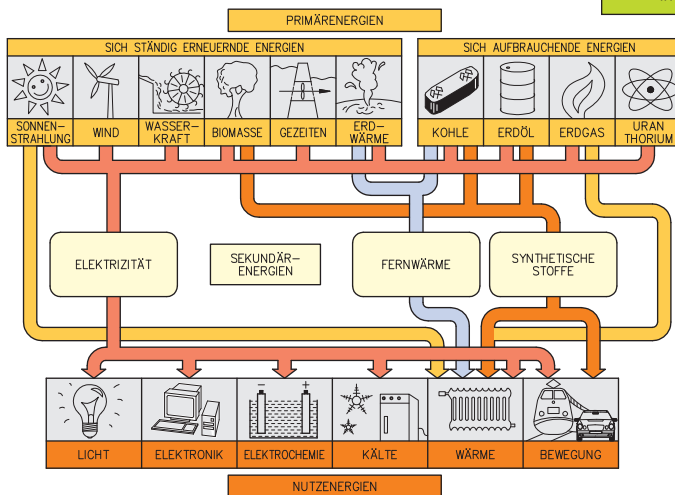 PRIMÄRENERGIEN
SICH STÄNDIG ERNEUERNDE ENERGIEN
SICH AUFBRAUCHENDE ENERGIEN
SONNEN-
STRAHLUNG
WIND
WASSER-
KRAFT
BIOMASSE
GEZEITEN
ERD-
WÄRME
KOHLE
ERDÖL
ERDGAS
URAN
THORIUM
ELEKTRIZITÄT
SEKUNDÄR-
ENERGIEN
FERNWÄRME
SYNTHETISCHE
STOFFE
- +
LICHT
ELEKTRONIK
ELEKTROCHEMIE
KÄLTE
WÄRME
BEWEGUNG
NUTZENERGIEN